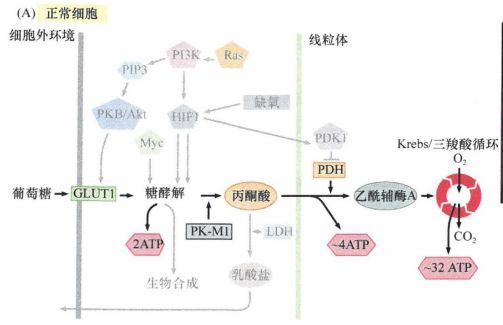 (A) 正常细胞
细胞外环境
线粒体
PI3K
Ras
PIP3
PKB/Akt
HIF1
缺氧
Myc
PDK1
PDH
Krebs/三羧酸循环
O2
葡萄糖
GLUT1
糖酵解
丙酮酸
乙酰辅酶A
2ATP
PK-M1
LDH
~4ATP
CO2
~32 ATP
生物合成
乳酸盐